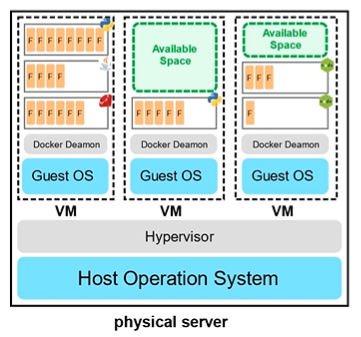 F F F F F F F F
F F F F
F F F F F F
Docker Deamon
Guest OS
VM
Available
Space
F F F F F
Docker Deamon
Guest OS
VM
Available
Space
F F F
F
Docker Deamon
Guest OS
VM
Hypervisor
Host Operation System
physical server